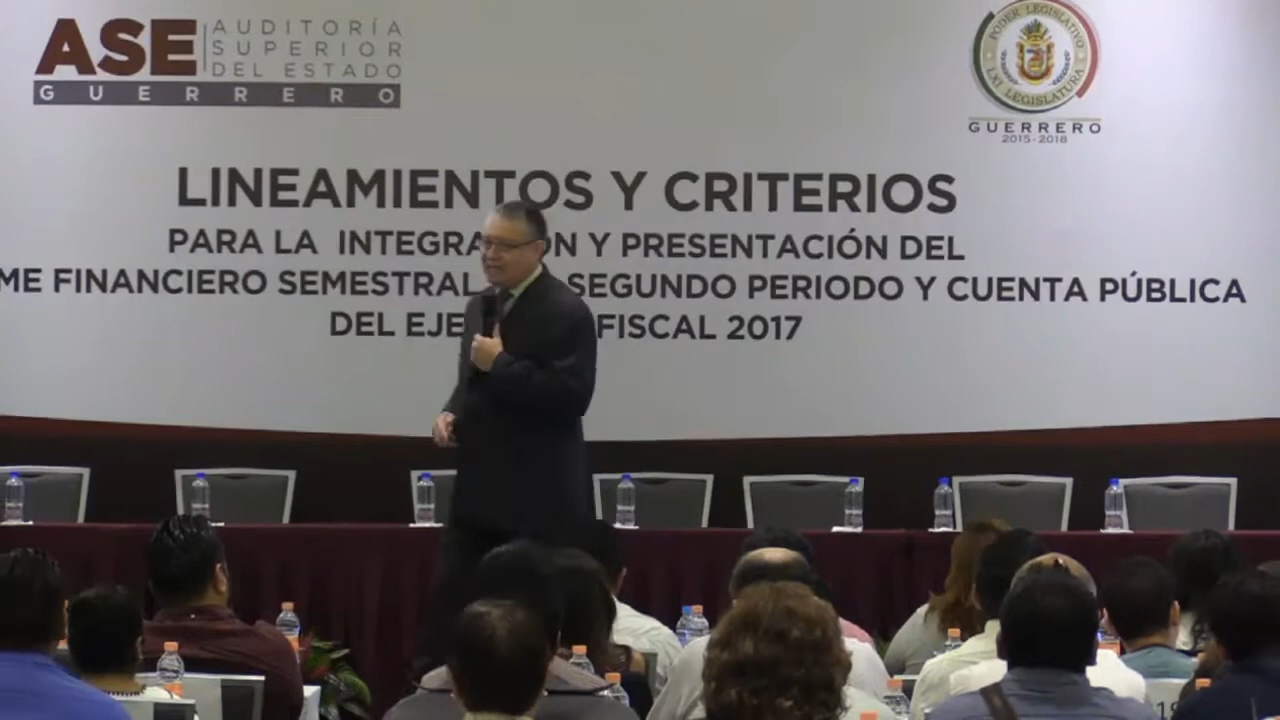 ASE
AUDITORÍA
SUPERIOR
DEL ESTADO
GUERRERO
PODER LEGISLATIVO
LXI LEGISLATURA
GUERRERO
2015-2018
LINEAMIENTOS Y CRITERIOS
PARA LA INTEGRA ÓN Y PRESENTACIÓN DEL
ME FINANCIERO SEMESTRAL SEGUNDO PERIODO Y CUENTA PÚBLICA
DEL EJE FISCAL 2017